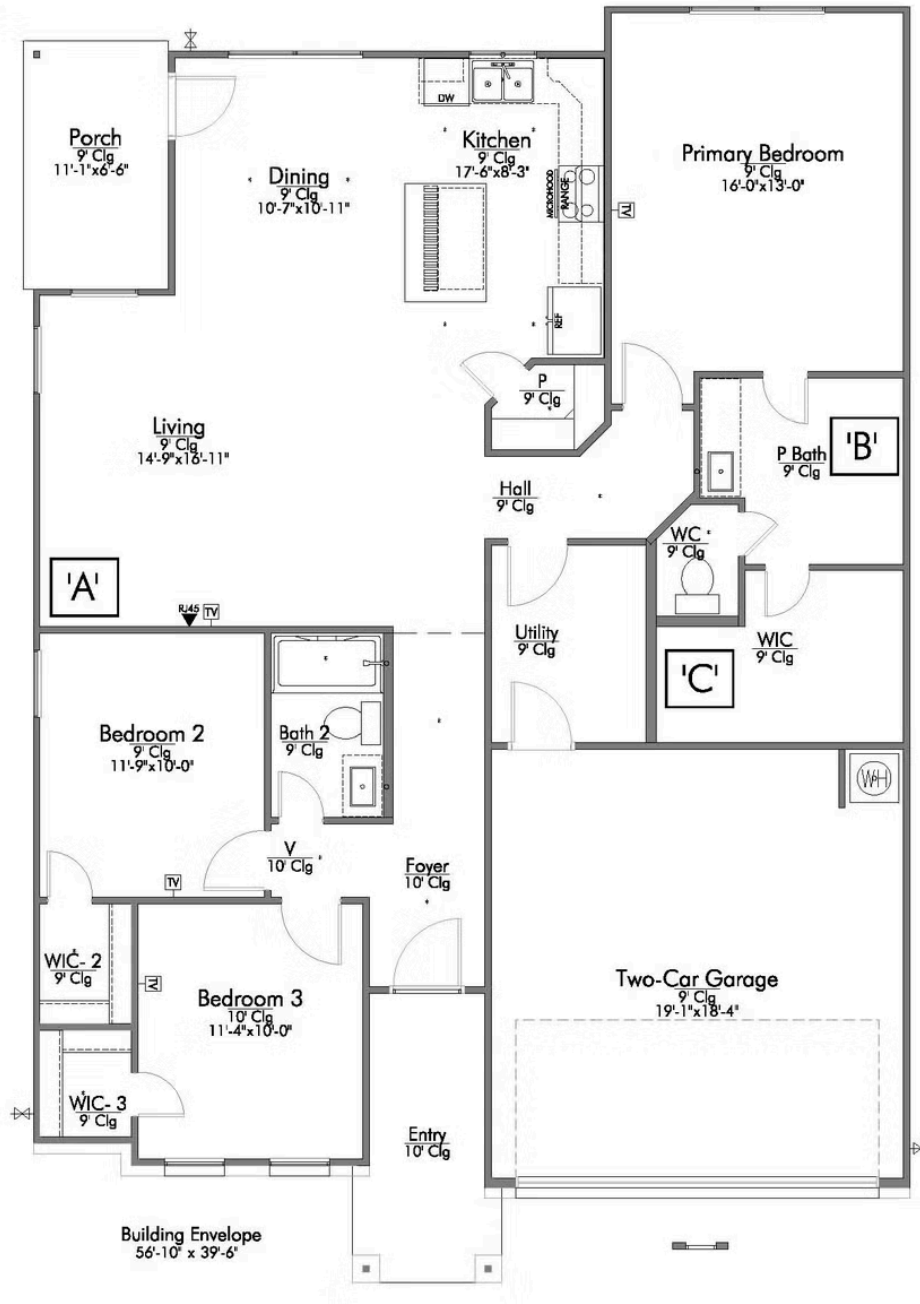 Porch
9' Clg
11'-1"x6'-6"
Dining
9' Clg
10'-7"x10'-11"
DW
Kitchen
9' Clg
17'-6"x8'-3"
MICROHOOD
RANGE
REF
Primary Bedroom
9' Clg
16'-0"x13'-0"
TV
P
9' Clg
Living
9' Clg
14'-9"x16'-11"
Hall
9' Clg
P Bath
9' Clg
'B'
WC
9' Clg
'A'
RJ45
TV
Utility
9' Clg
WIC
9' Clg
'C'
Bedroom 2
9' Clg
11'-9"x10'-0"
TV
Bath 2
9' Clg
WH
V
10' Clg
Foyer
10' Clg
WIC- 2
9' Clg
TV
Bedroom 3
10' Clg
11'-4"x10'-0"
Two-Car Garage
9' Clg
19'-1"x18'-4"
WIC- 3
9' Clg
Entry
10' Clg
Building Envelope
56'-10" x 39'-6"